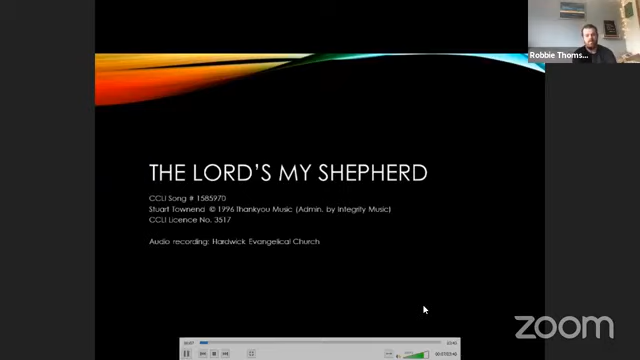 Robbie Thoms...
THE LORD'S MY SHEPHERD
CCLI Song # 1585970
Stuart Townend © 1996 Thankyou Music (Admin. by Integrity Music)
CCLI Licence No. 3517
Audio recording: Hardwick Evangelical Church
zoom